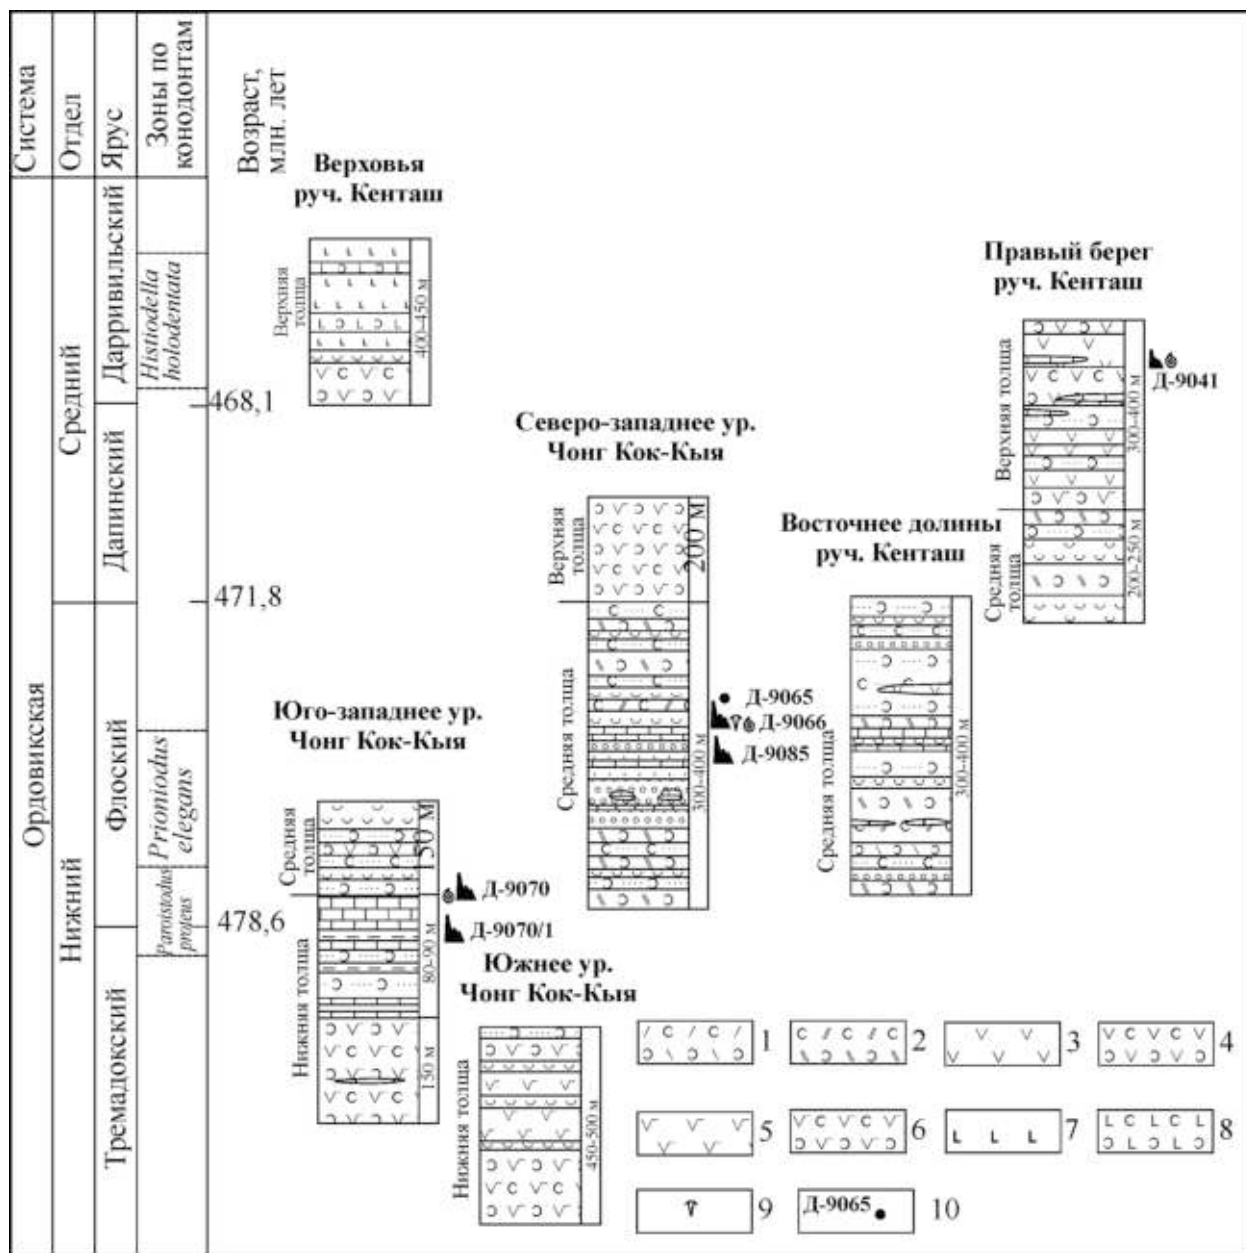 Система
Отдел
Ярус
Зоны по
конодонтам
Возраст,
млн. лет
Ордовикская
Средний
Нижний
Дарривильский
Дапинский
Флоский
Тремадокский
Histiodella
holodentata
Prioniodus
elegans
Paroistodus
proteus
468,1
471,8
478,6
Верховья
руч. Кенташ
Верхняя
толща
400-450 м
Правый берег
руч. Кенташ
Верхняя толща
300-400 м
Д-9041
Средняя
толща
200-250 м
Северо-западнее ур.
Чонг Кок-Кыя
Верхняя
толща
200 м
Средняя толща
300-400 м
Д-9065
Д-9066
Д-9085
Восточнее долины
руч. Кенташ
Средняя толща
300-400 м
Юго-западнее ур.
Чонг Кок-Кыя
Средняя
толща
150 м
Д-9070
Д-9070/1
Нижняя толща
80-90 м
150 м
Южнее ур.
Чонг Кок-Кыя
Нижняя толща
450-500 м
1
2
3
4
5
6
7
8
9
Д-9065
10